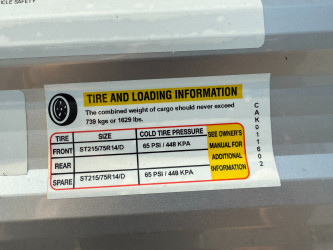 VEHICLE SAFETY
TIRE AND LOADING INFORMATION
The combined weight of cargo should never exceed
739 kgs or 1629 lbs.
TIRE SIZE COLD TIRE PRESSURE SEE OWNER'S MANUAL FOR ADDITIONAL INFORMATION
FRONT ST215/75R14/D 65 PSI / 448 KPA
REAR
SPARE ST215/75R14/D 65 PSI / 448 KPA
CAK011602